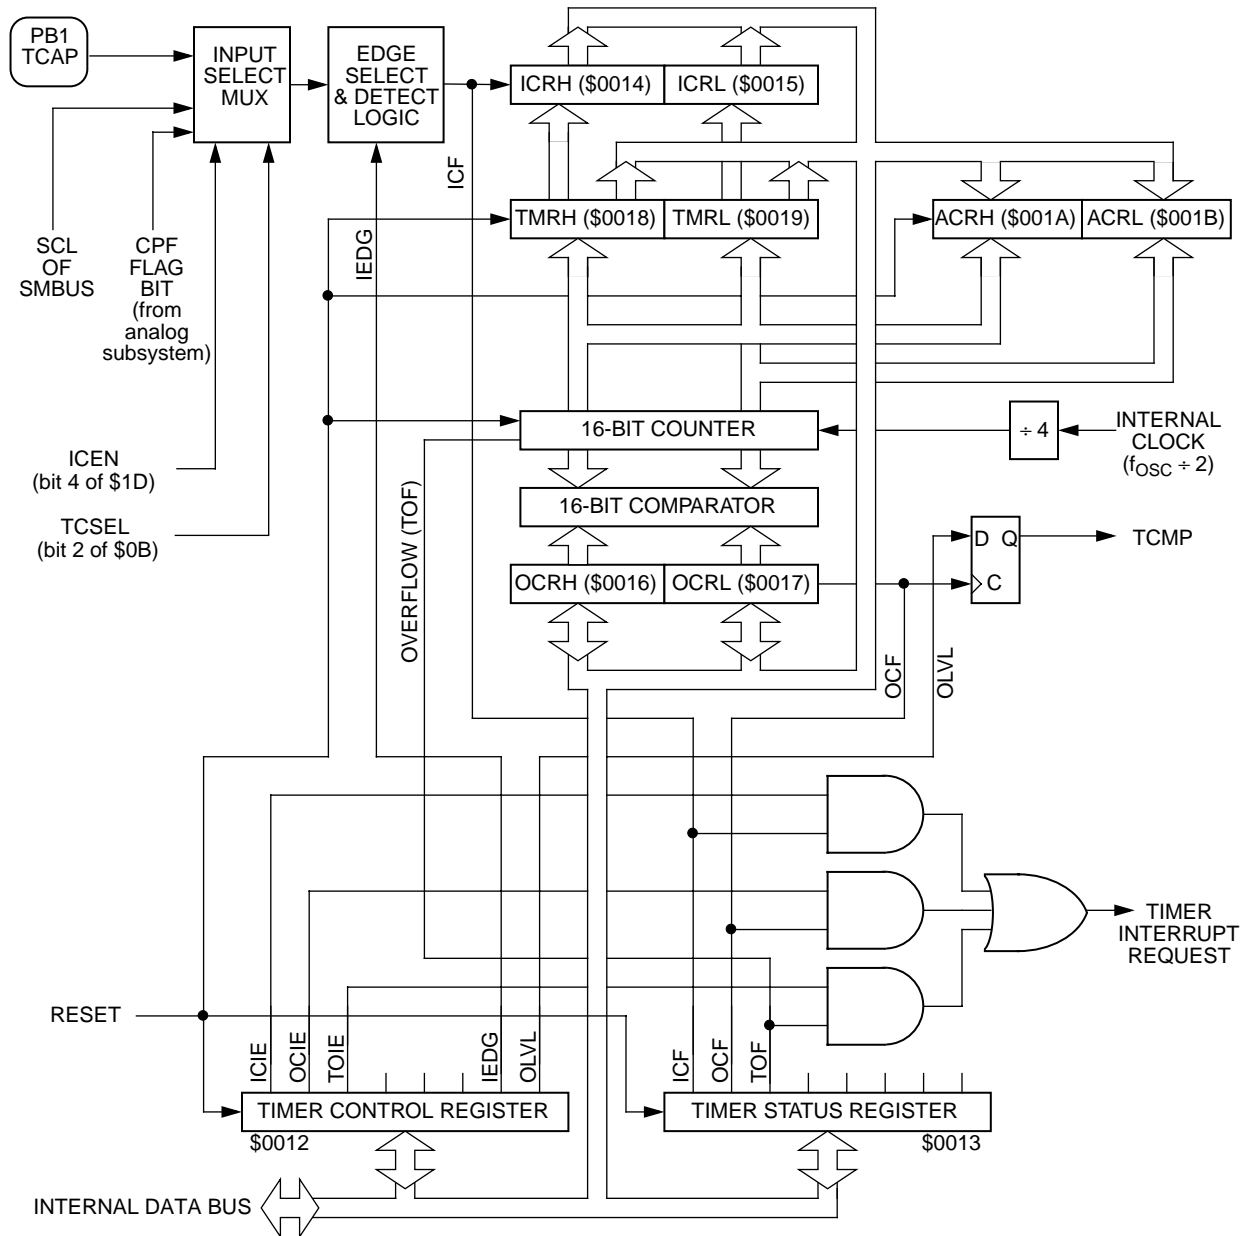 PB1
TCAP
INPUT
SELECT
MUX
EDGE
SELECT
& DETECT
LOGIC
ICRH ($0014)
ICRL ($0015)
ICF
TMRH ($0018)
TMRL ($0019)
ACRH ($001A)
ACRL ($001B)
SCL
OF
SMBUS
CPF
FLAG
BIT
(from
analog
subsystem)
IEDG
16-BIT COUNTER
÷ 4
INTERNAL
CLOCK
(fOSC ÷ 2)
ICEN
(bit 4 of $1D)
TCSEL
(bit 2 of $0B)
OVERFLOW (TOF)
16-BIT COMPARATOR
D Q
C
TCMP
OCRH ($0016)
OCRL ($0017)
OCF
OLVL
TIMER
INTERRUPT
REQUEST
RESET
ICIE
OCIE
TOIE
IEDG
OLVL
ICF
OCF
TOF
TIMER CONTROL REGISTER
$0012
TIMER STATUS REGISTER
$0013
INTERNAL DATA BUS